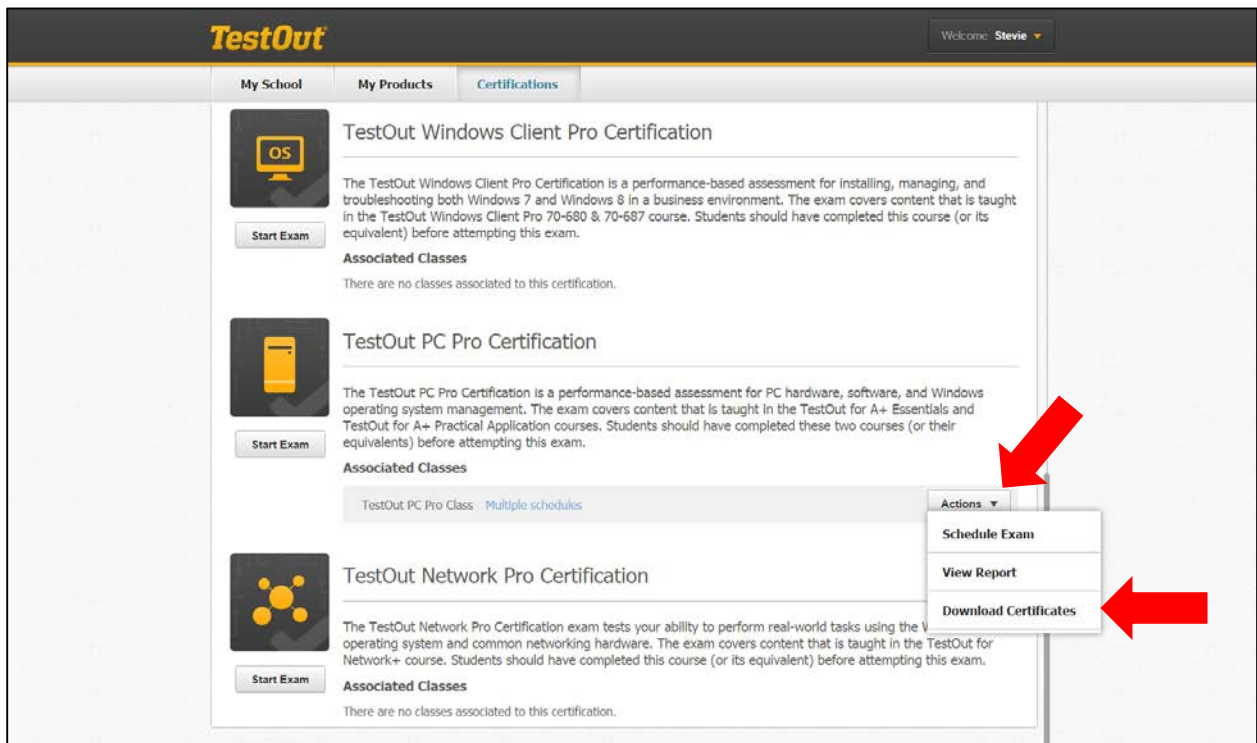 TestOut
Welcome Stevie
My School My Products Certifications
TestOut Windows Client Pro Certification
OS
The TestOut Windows Client Pro Certification is a performance-based assessment for installing, managing, and
troubleshooting both Windows 7 and Windows 8 in a business environment. The exam covers content that is taught
in the TestOut Windows Client Pro 70-680 & 70-687 course. Students should have completed this course (or its
equivalent) before attempting this exam.
Start Exam
Associated Classes
There are no classes associated to this certification.
TestOut PC Pro Certification
The TestOut PC Pro Certification is a performance-based assessment for PC hardware, software, and Windows
operating system management. The exam covers content that is taught in the TestOut for A+ Essentials and
TestOut for A+ Practical Application courses. Students should have completed these two courses (or their
equivalents) before attempting this exam.
Start Exam
Associated Classes
TestOut PC Pro Class Multiple schedules
Actions
Schedule Exam
View Report
Download Certificates
TestOut Network Pro Certification
The TestOut Network Pro Certification exam tests your ability to perform real-world tasks using the
operating system and common networking hardware. The exam covers content that is taught in the TestOut for
Network+ course. Students should have completed this course (or its equivalent) before attempting this exam.
Start Exam
Associated Classes
There are no classes associated to this certification.